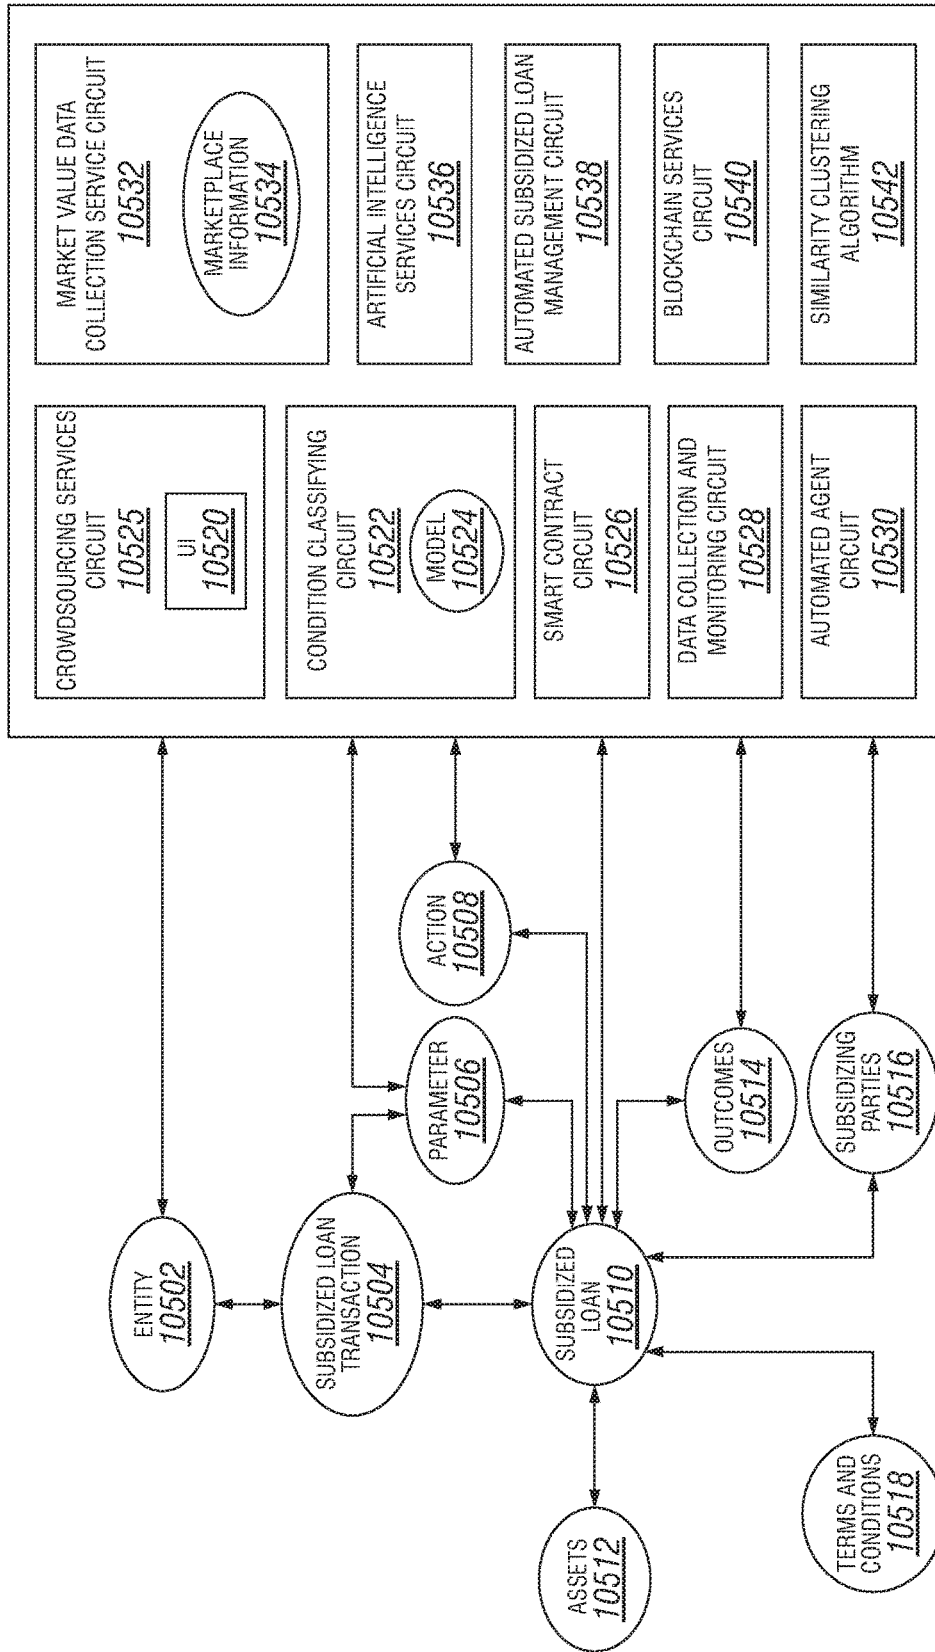 CROWDSOURCING SERVICES
CIRCUIT
10525
UI
10520
MARKET VALUE DATA
COLLECTION SERVICE CIRCUIT
10532
MARKETPLACE
INFORMATION
10534
CONDITION CLASSIFYING
CIRCUIT
10522
MODEL
10524
ARTIFICIAL INTELLIGENCE
SERVICES CIRCUIT
10536
SMART CONTRACT
CIRCUIT
10526
AUTOMATED SUBSIDIZED LOAN
MANAGEMENT CIRCUIT
10538
DATA COLLECTION AND
MONITORING CIRCUIT
10528
BLOCKCHAIN SERVICES
CIRCUIT
10540
AUTOMATED AGENT
CIRCUIT
10530
SIMILARITY CLUSTERING
ALGORITHM
10542
ENTITY
10502
SUBSIDIZED LOAN
TRANSACTION
10504
PARAMETER
10506
ACTION
10508
SUBSIDIZED
LOAN
10510
ASSETS
10512
OUTCOMES
10514
SUBSIDIZING
PARTIES
10516
TERMS AND
CONDITIONS
10518